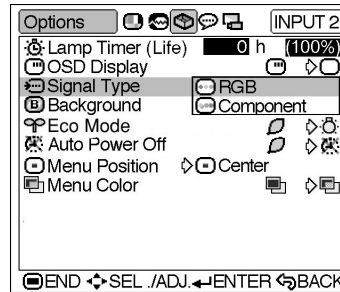 Options INPUT 2
Lamp Timer (Life) 0 h (100%)
OSD Display
Signal Type RGB
Background Component
Eco Mode
Auto Power Off
Menu Position Center
Menu Color
END SEL ./ADJ. ENTER BACK